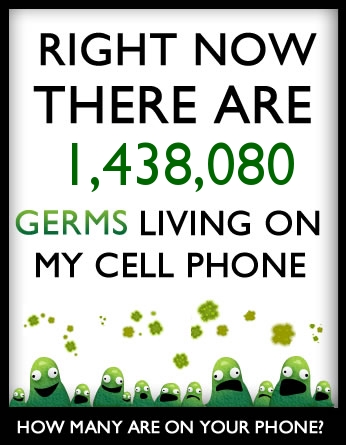 RIGHT NOW
THERE ARE
1,438,080
GERMS LIVING ON
MY CELL PHONE
HOW MANY ARE ON YOUR PHONE?